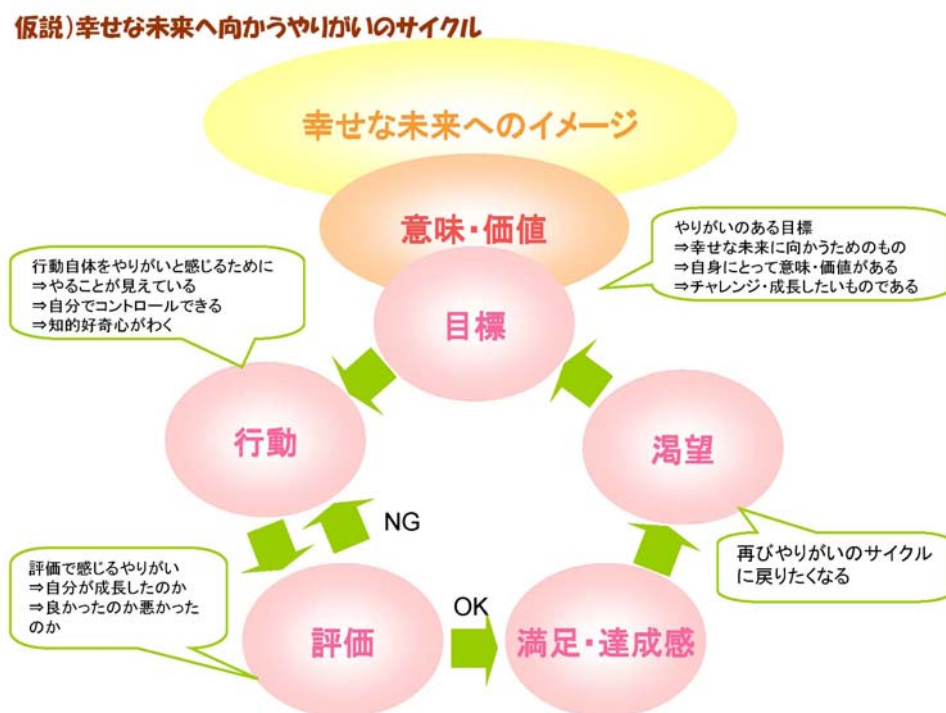 仮説)幸せな未来へ向かうやりがいのサイクル
幸せな未来へのイメージ
意味・価値
やりがいのある目標
⇒幸せな未来に向かうためのもの
⇒自身にとって意味・価値がある
⇒チャレンジ・成長したいものである
行動自体をやりがいと感じるために
⇒やることが見えている
⇒自分でコントロールできる
⇒知的好奇心がわく
目標
行動
渇望
NG
再びやりがいのサイクル
に戻りたくなる
評価で感じるやりがい
⇒自分が成長したのか
⇒良かったのか悪かった
のか
OK
評価
満足・達成感